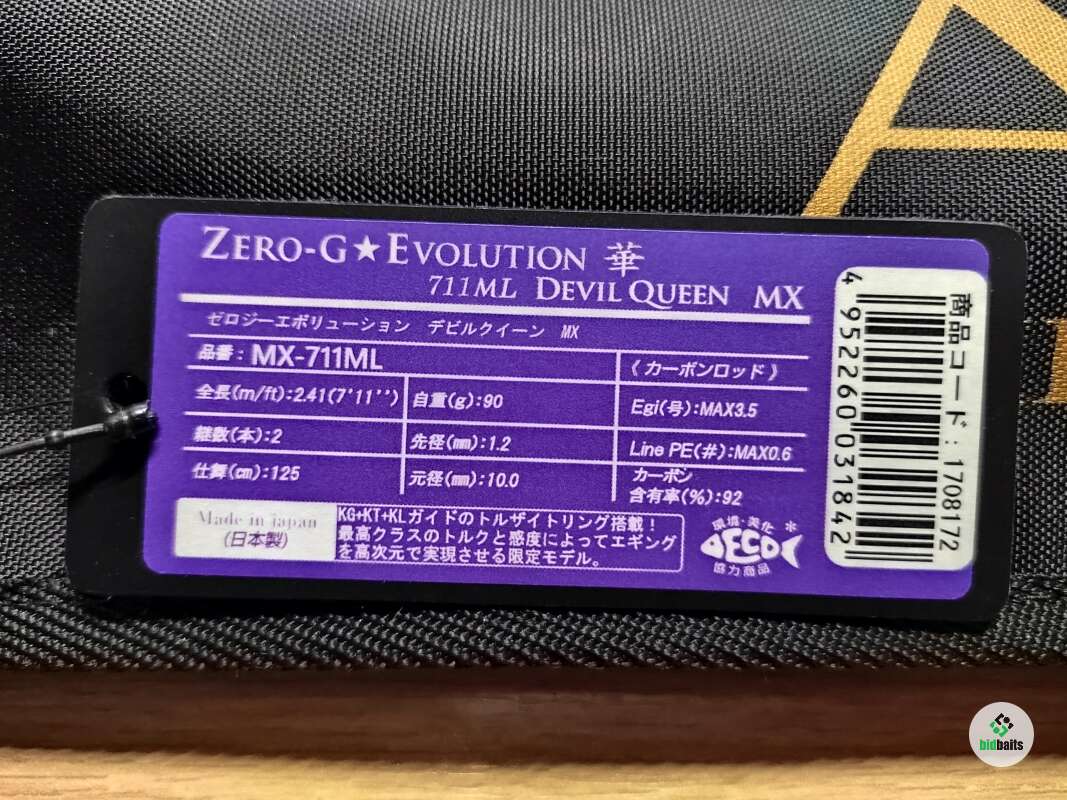 ZERO-G★EVOLUTION 華
711ML DEVIL QUEEN MX
ゼロジーエボリューション デビルクイーン MX
品番：MX-711ML
《カーボンロッド》
全長(m/ft):2.41(7'11'')
自重(g):90
Egi(号):MAX3.5
継数(本):2
先径(㎜):1.2
Line PE(#):MAX0.6
仕舞(㎝):125
元径(㎜):10.0
カーボン
含有率(%):92
Made in japan
(日本製)
KG+KT+KLガイドのトルザイトリング搭載！
最高クラスのトルクと感度によってエギング
を高次元で実現させる限定モデル。
環境・美化
DECO
協力商品
商品コード：1708172
4 952260 031842
bidbaits